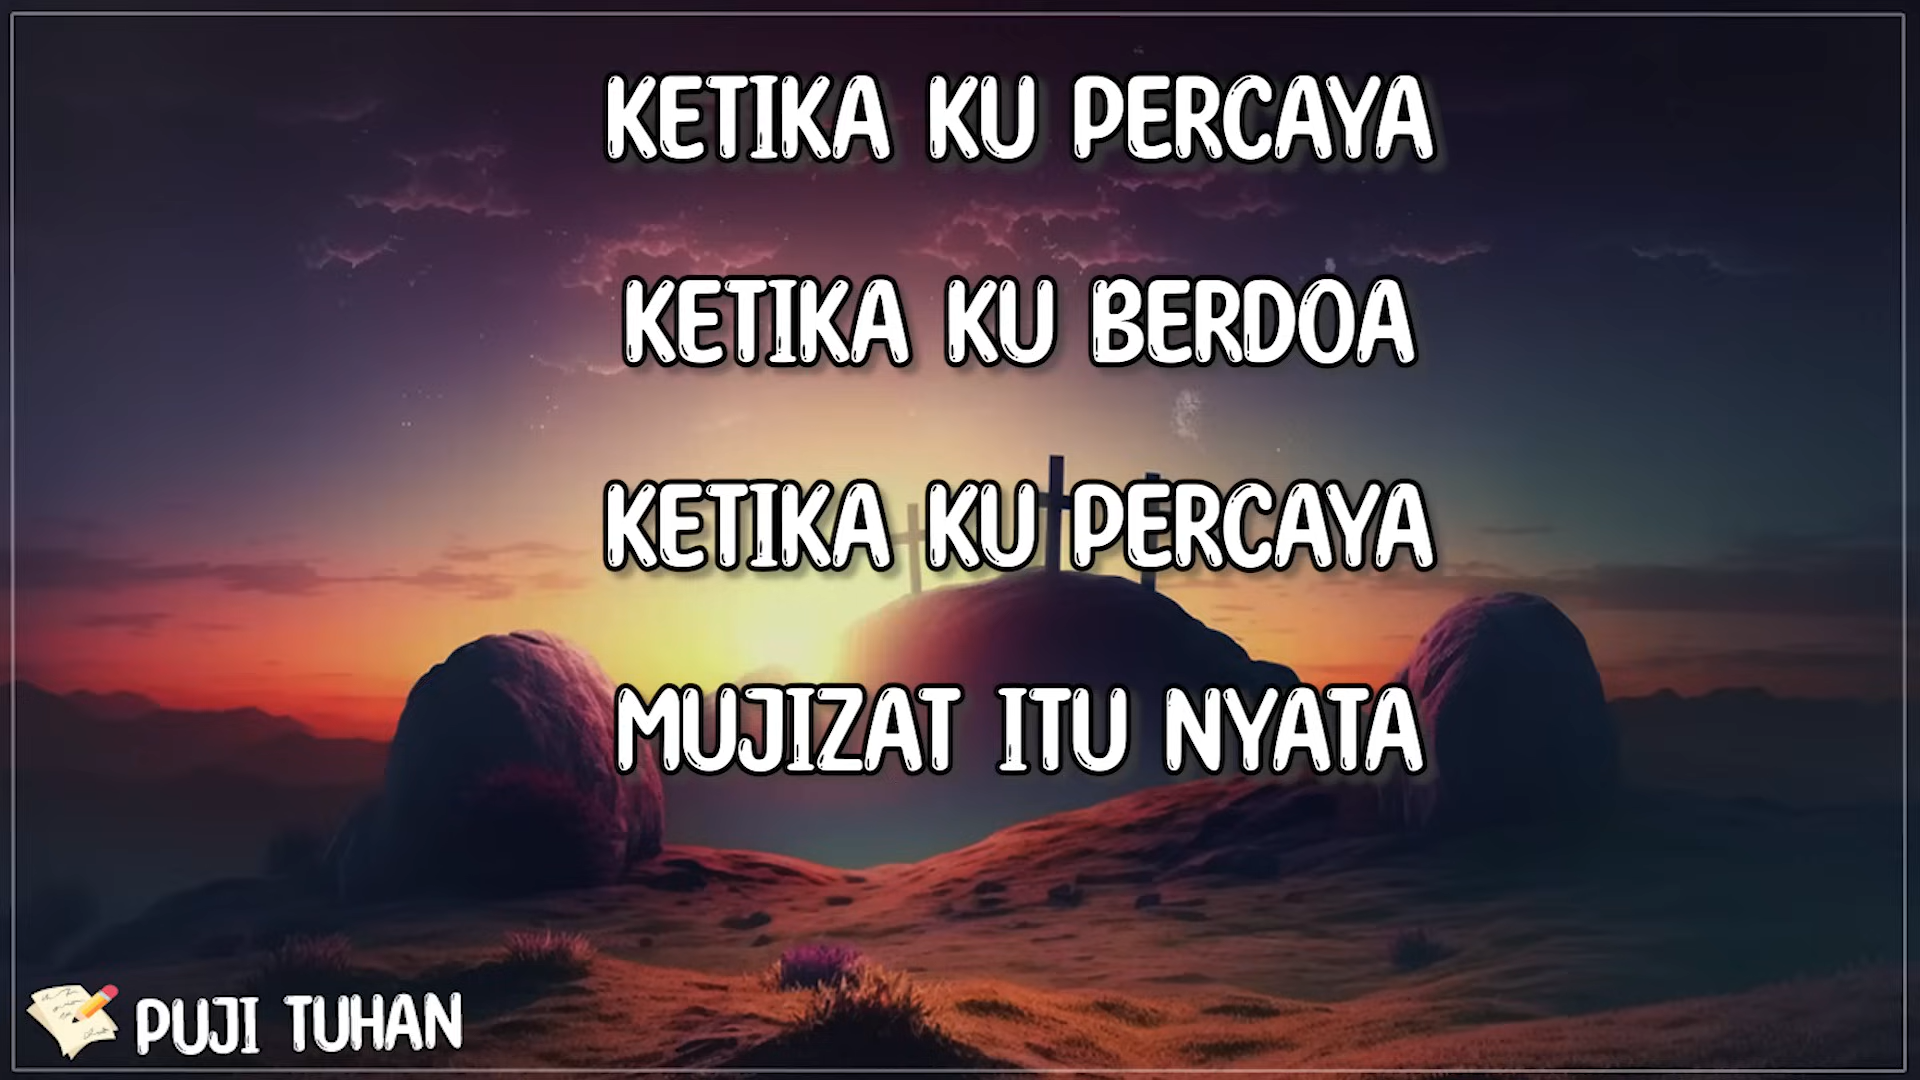 KETIKA KU PERCAYA
KETIKA KU BERDOA
KETIKA KU PERCAYA
MUJIZAT ITU NYATA
PUJI TUHAN